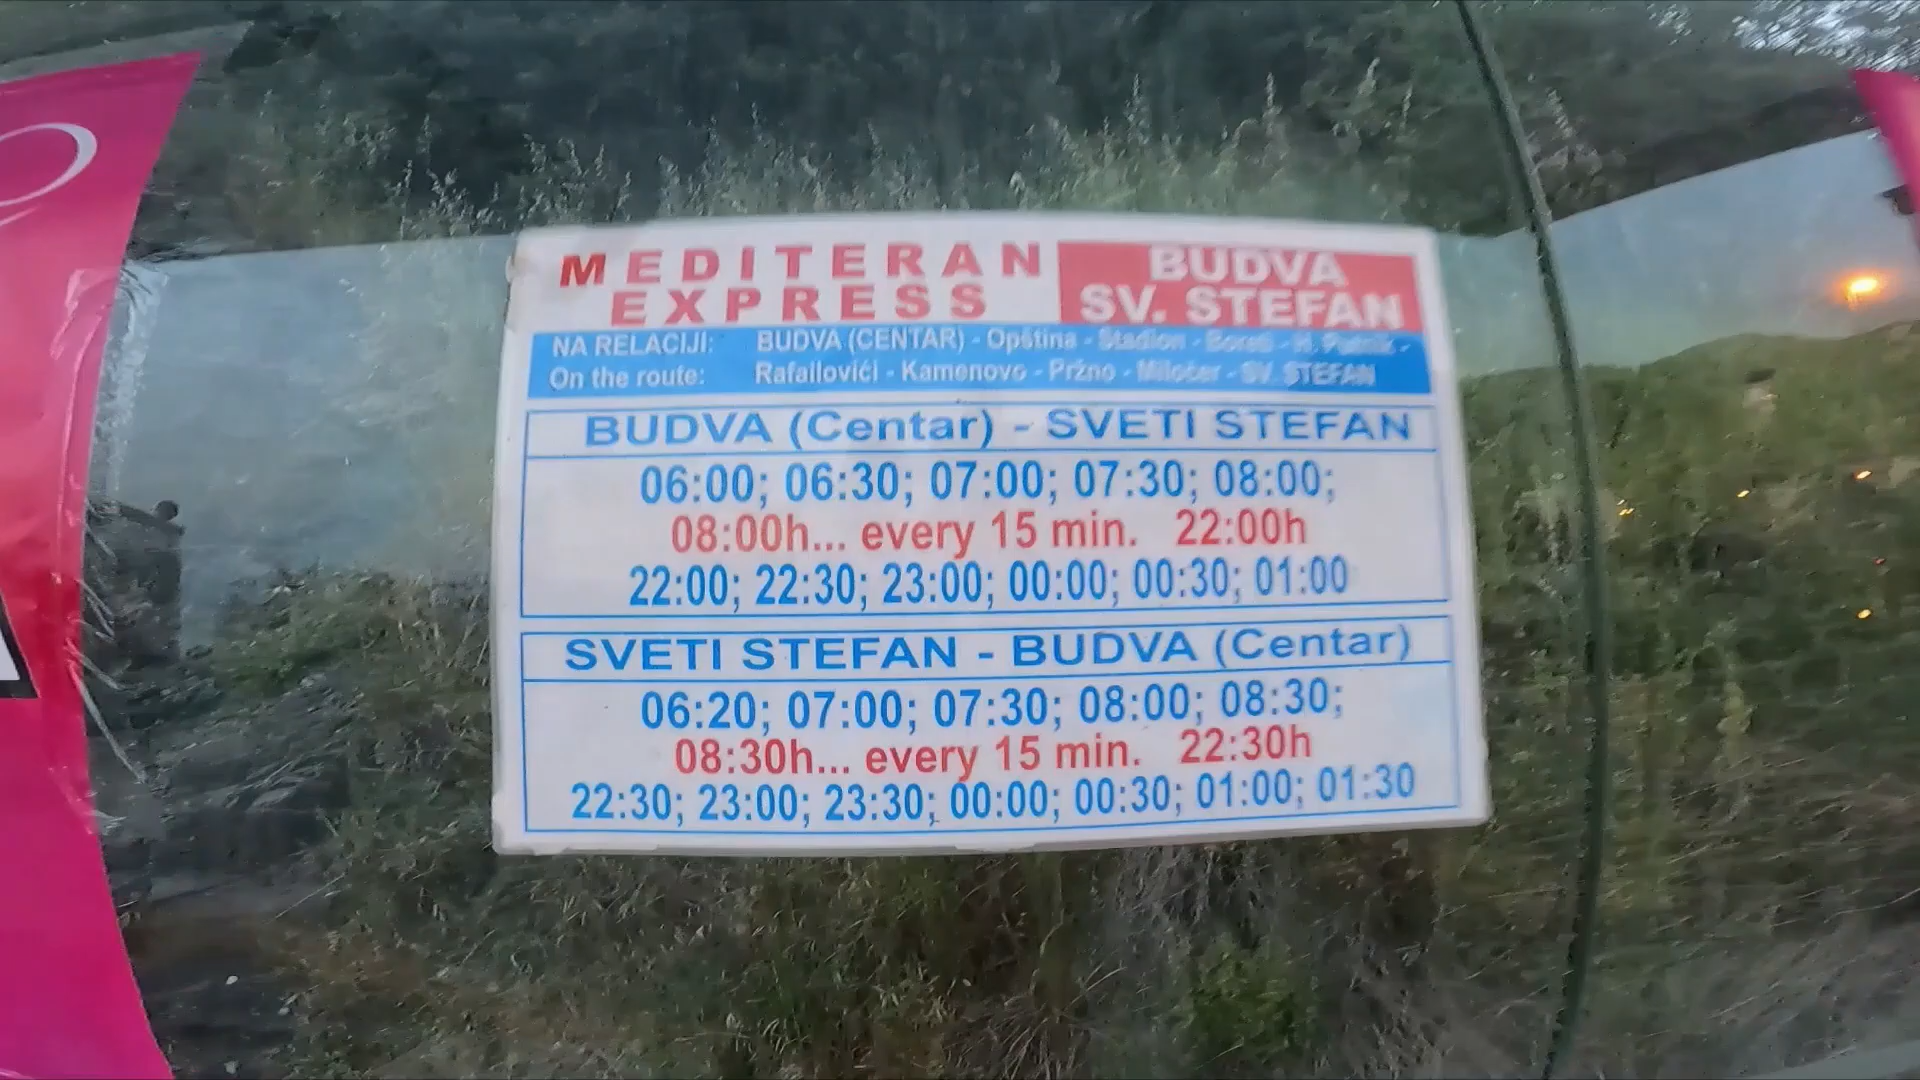 MEDITERAN
EXPRESS
BUDVA
SV. STEFAN
NA RELACIJI: BUDVA (CENTAR) - Opština - Stadion -
On the route: Rafailovići - Kamenovo - Pržno - Miločer - SV. STEFAN
BUDVA (Centar) - SVETI STEFAN
06:00; 06:30; 07:00; 07:30; 08:00;
08:00h... every 15 min. 22:00h
22:00; 22:30; 23:00; 00:00; 00:30; 01:00
SVETI STEFAN - BUDVA (Centar)
06:20; 07:00; 07:30; 08:00; 08:30;
08:30h... every 15 min. 22:30h
22:30; 23:00; 23:30; 00:00; 00:30; 01:00; 01:30